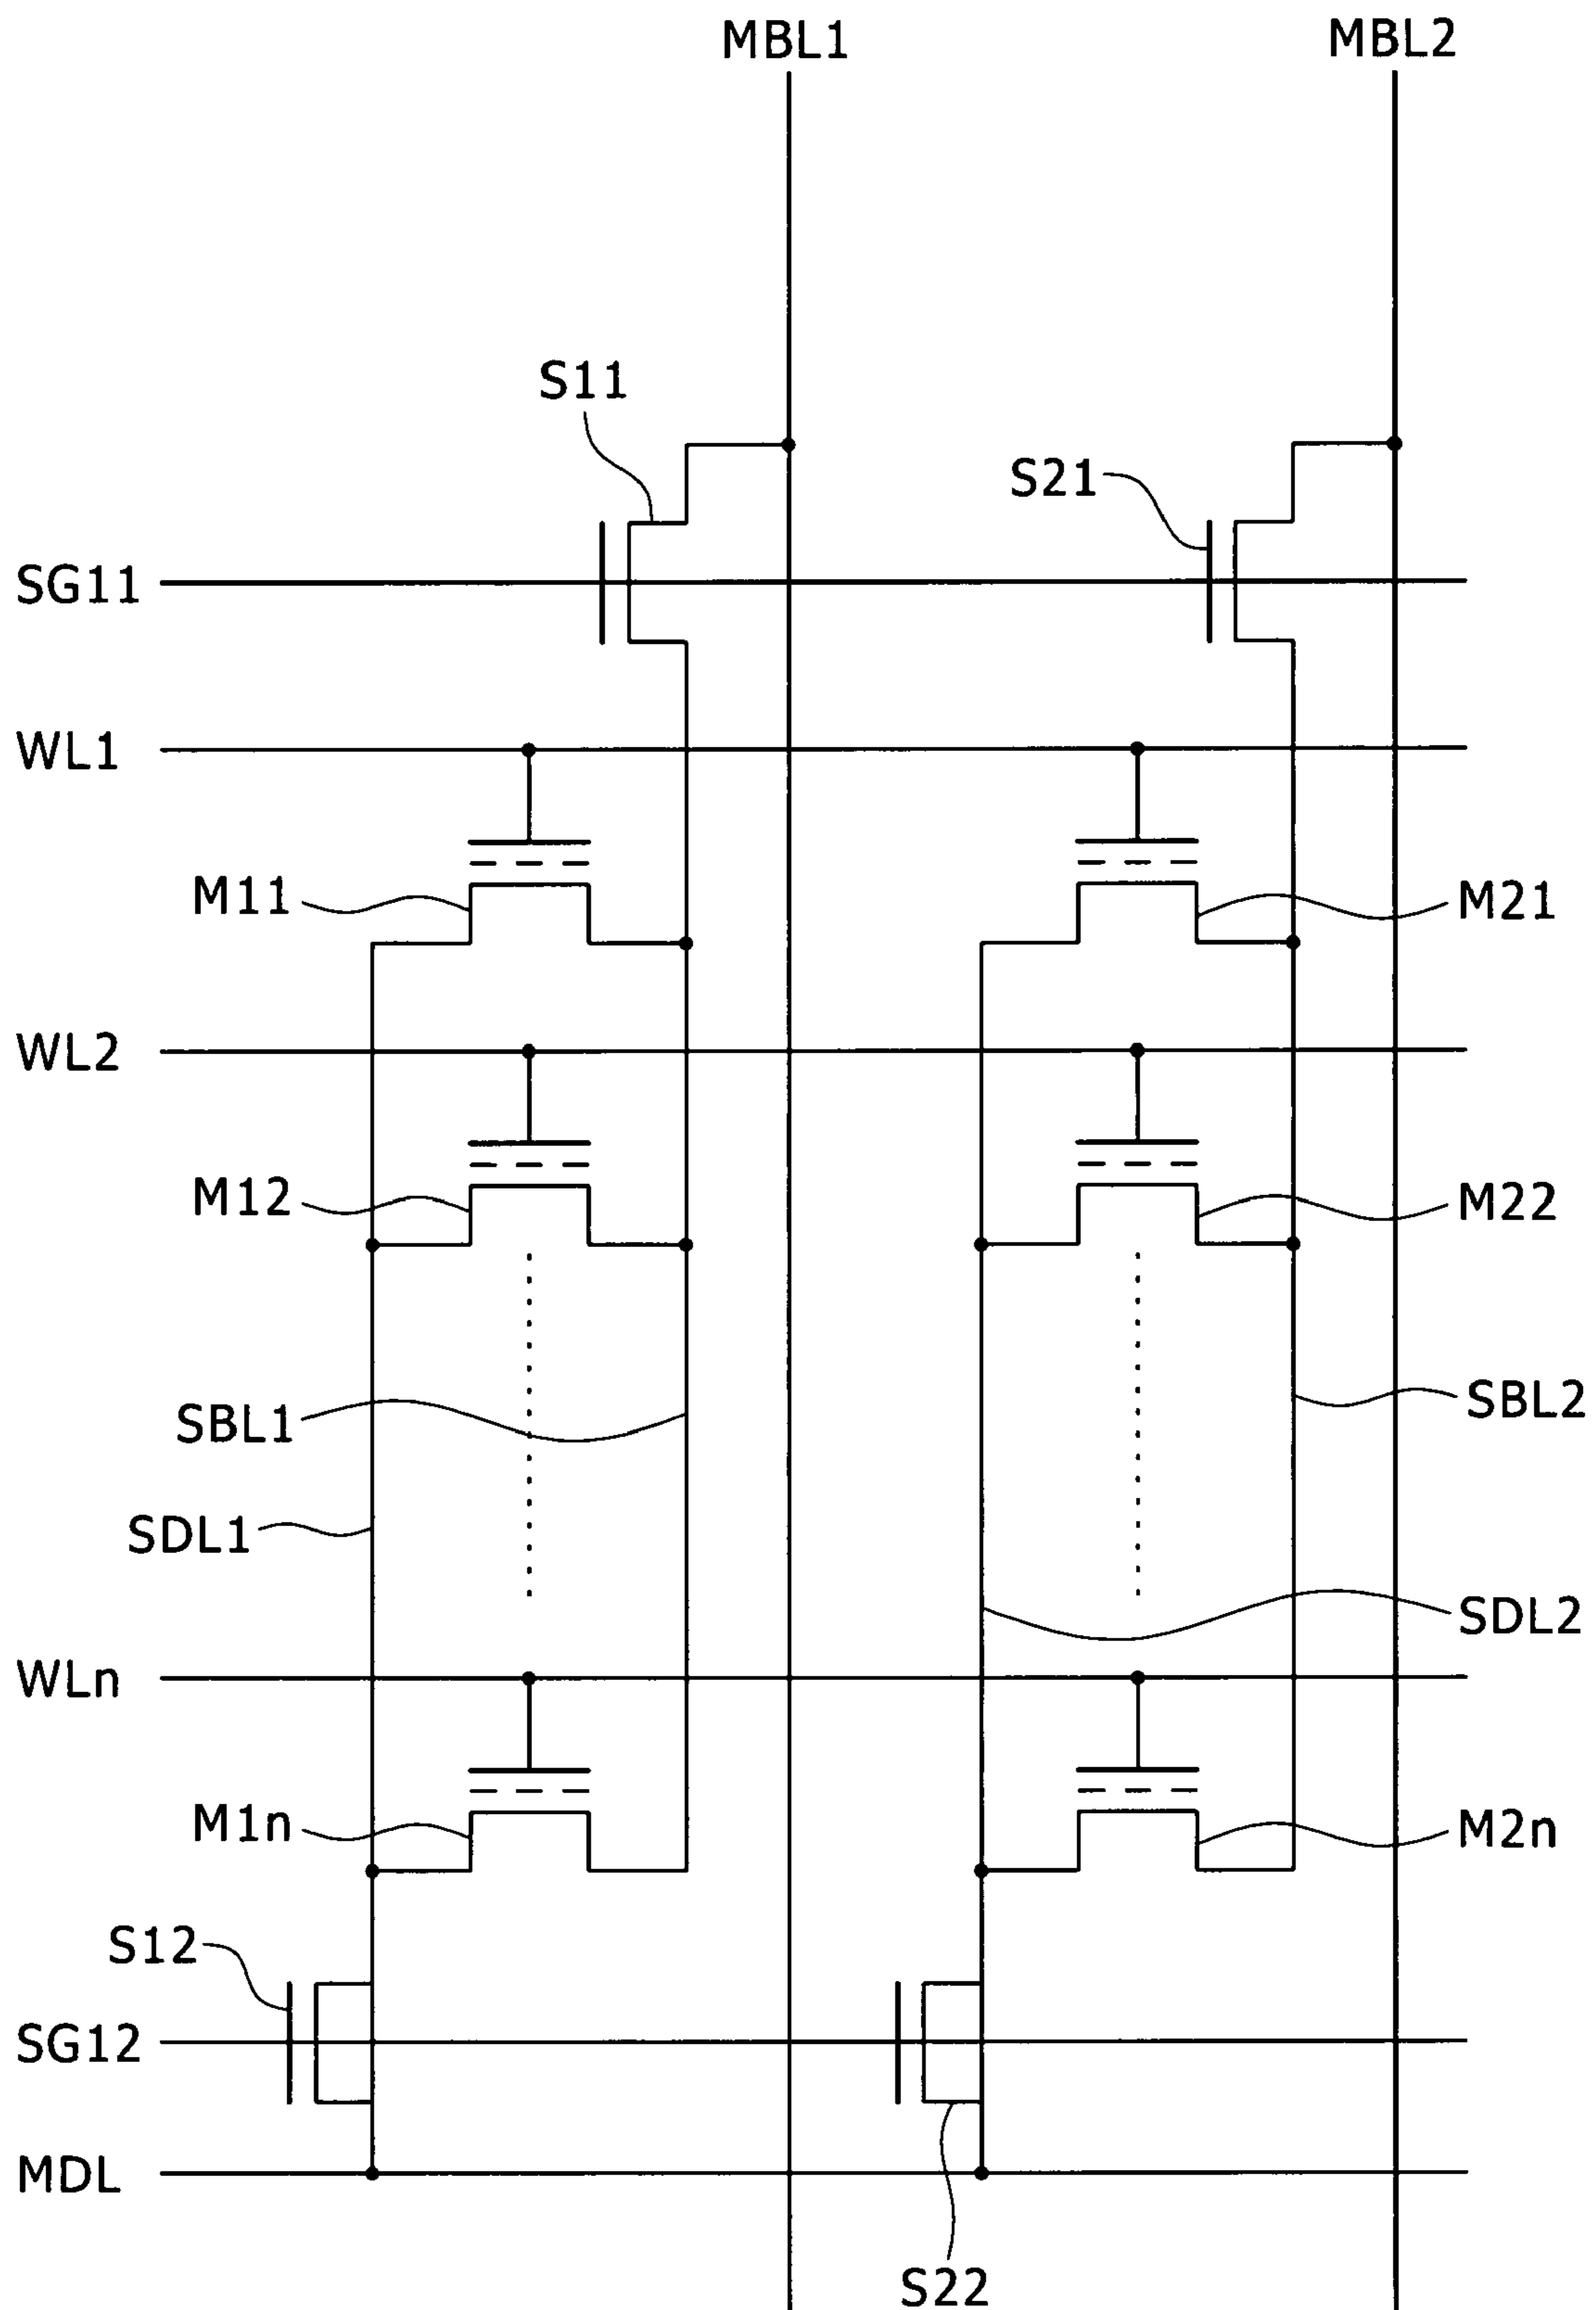 MBL1
MBL2
S11
S21
SG11
WL1
M11
M21
WL2
M12
M22
SBL1
SBL2
SDL1
SDL2
WLn
M1n
M2n
S12
SG12
MDL
S22